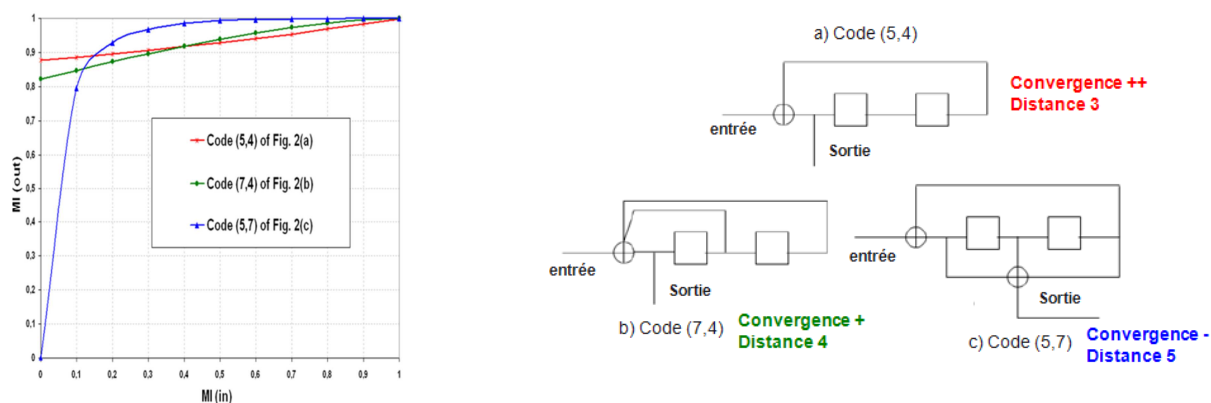 1
0,9
0,8
0,7
0,6
0,5
0,4
0,3
0,2
0,1
0
MI (out)
0
0,1
0,2
0,3
0,4
0,5
0,6
0,7
0,8
0,9
1
MI (in)
Code (5,4) of Fig. 2(a)
Code (7,4) of Fig. 2(b)
Code (5,7) of Fig. 2(c)
a) Code (5,4)
Convergence ++
Distance 3
entrée
Sortie
entrée
Sortie
b) Code (7,4)
Convergence +
Distance 4
entrée
Sortie
c) Code (5,7)
Convergence -
Distance 5